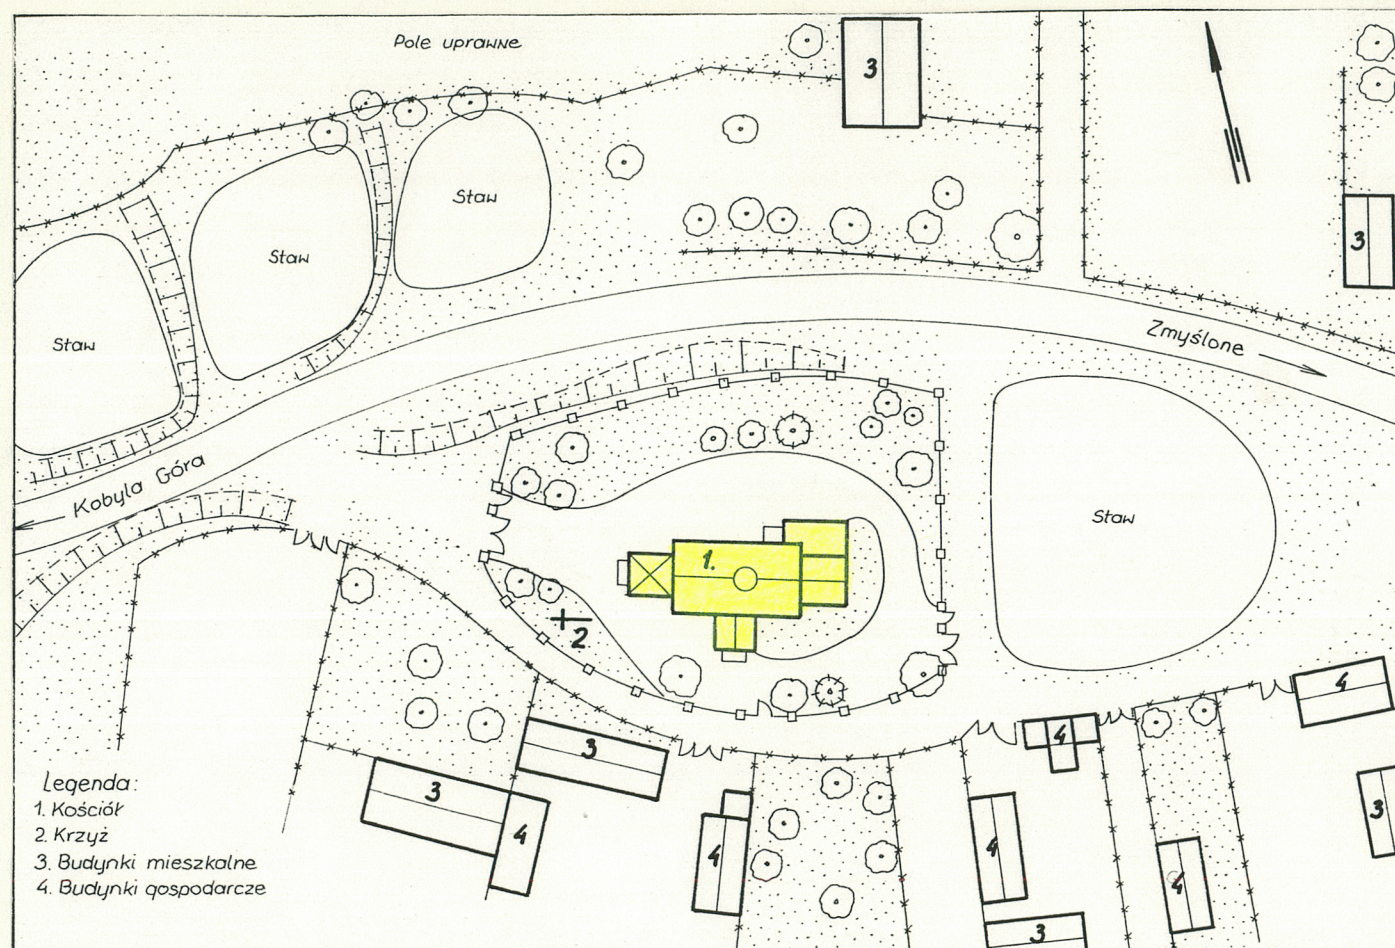 Pole uprawne
3
Staw
Staw
3
Staw
Zmyślone
Kobyla Góra
Staw
1.
2
4
3
4
3
3
4
4
4
4
3
3
Legenda:
1. Kościół
2. Krzyż
3. Budynki mieszkalne
4. Budynki gospodarcze